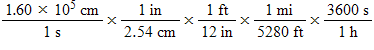 1.60 × 10⁵ cm / 1 s × 1 in / 2.54 cm × 1 ft / 12 in × 1 mi / 5280 ft × 3600 s / 1 h